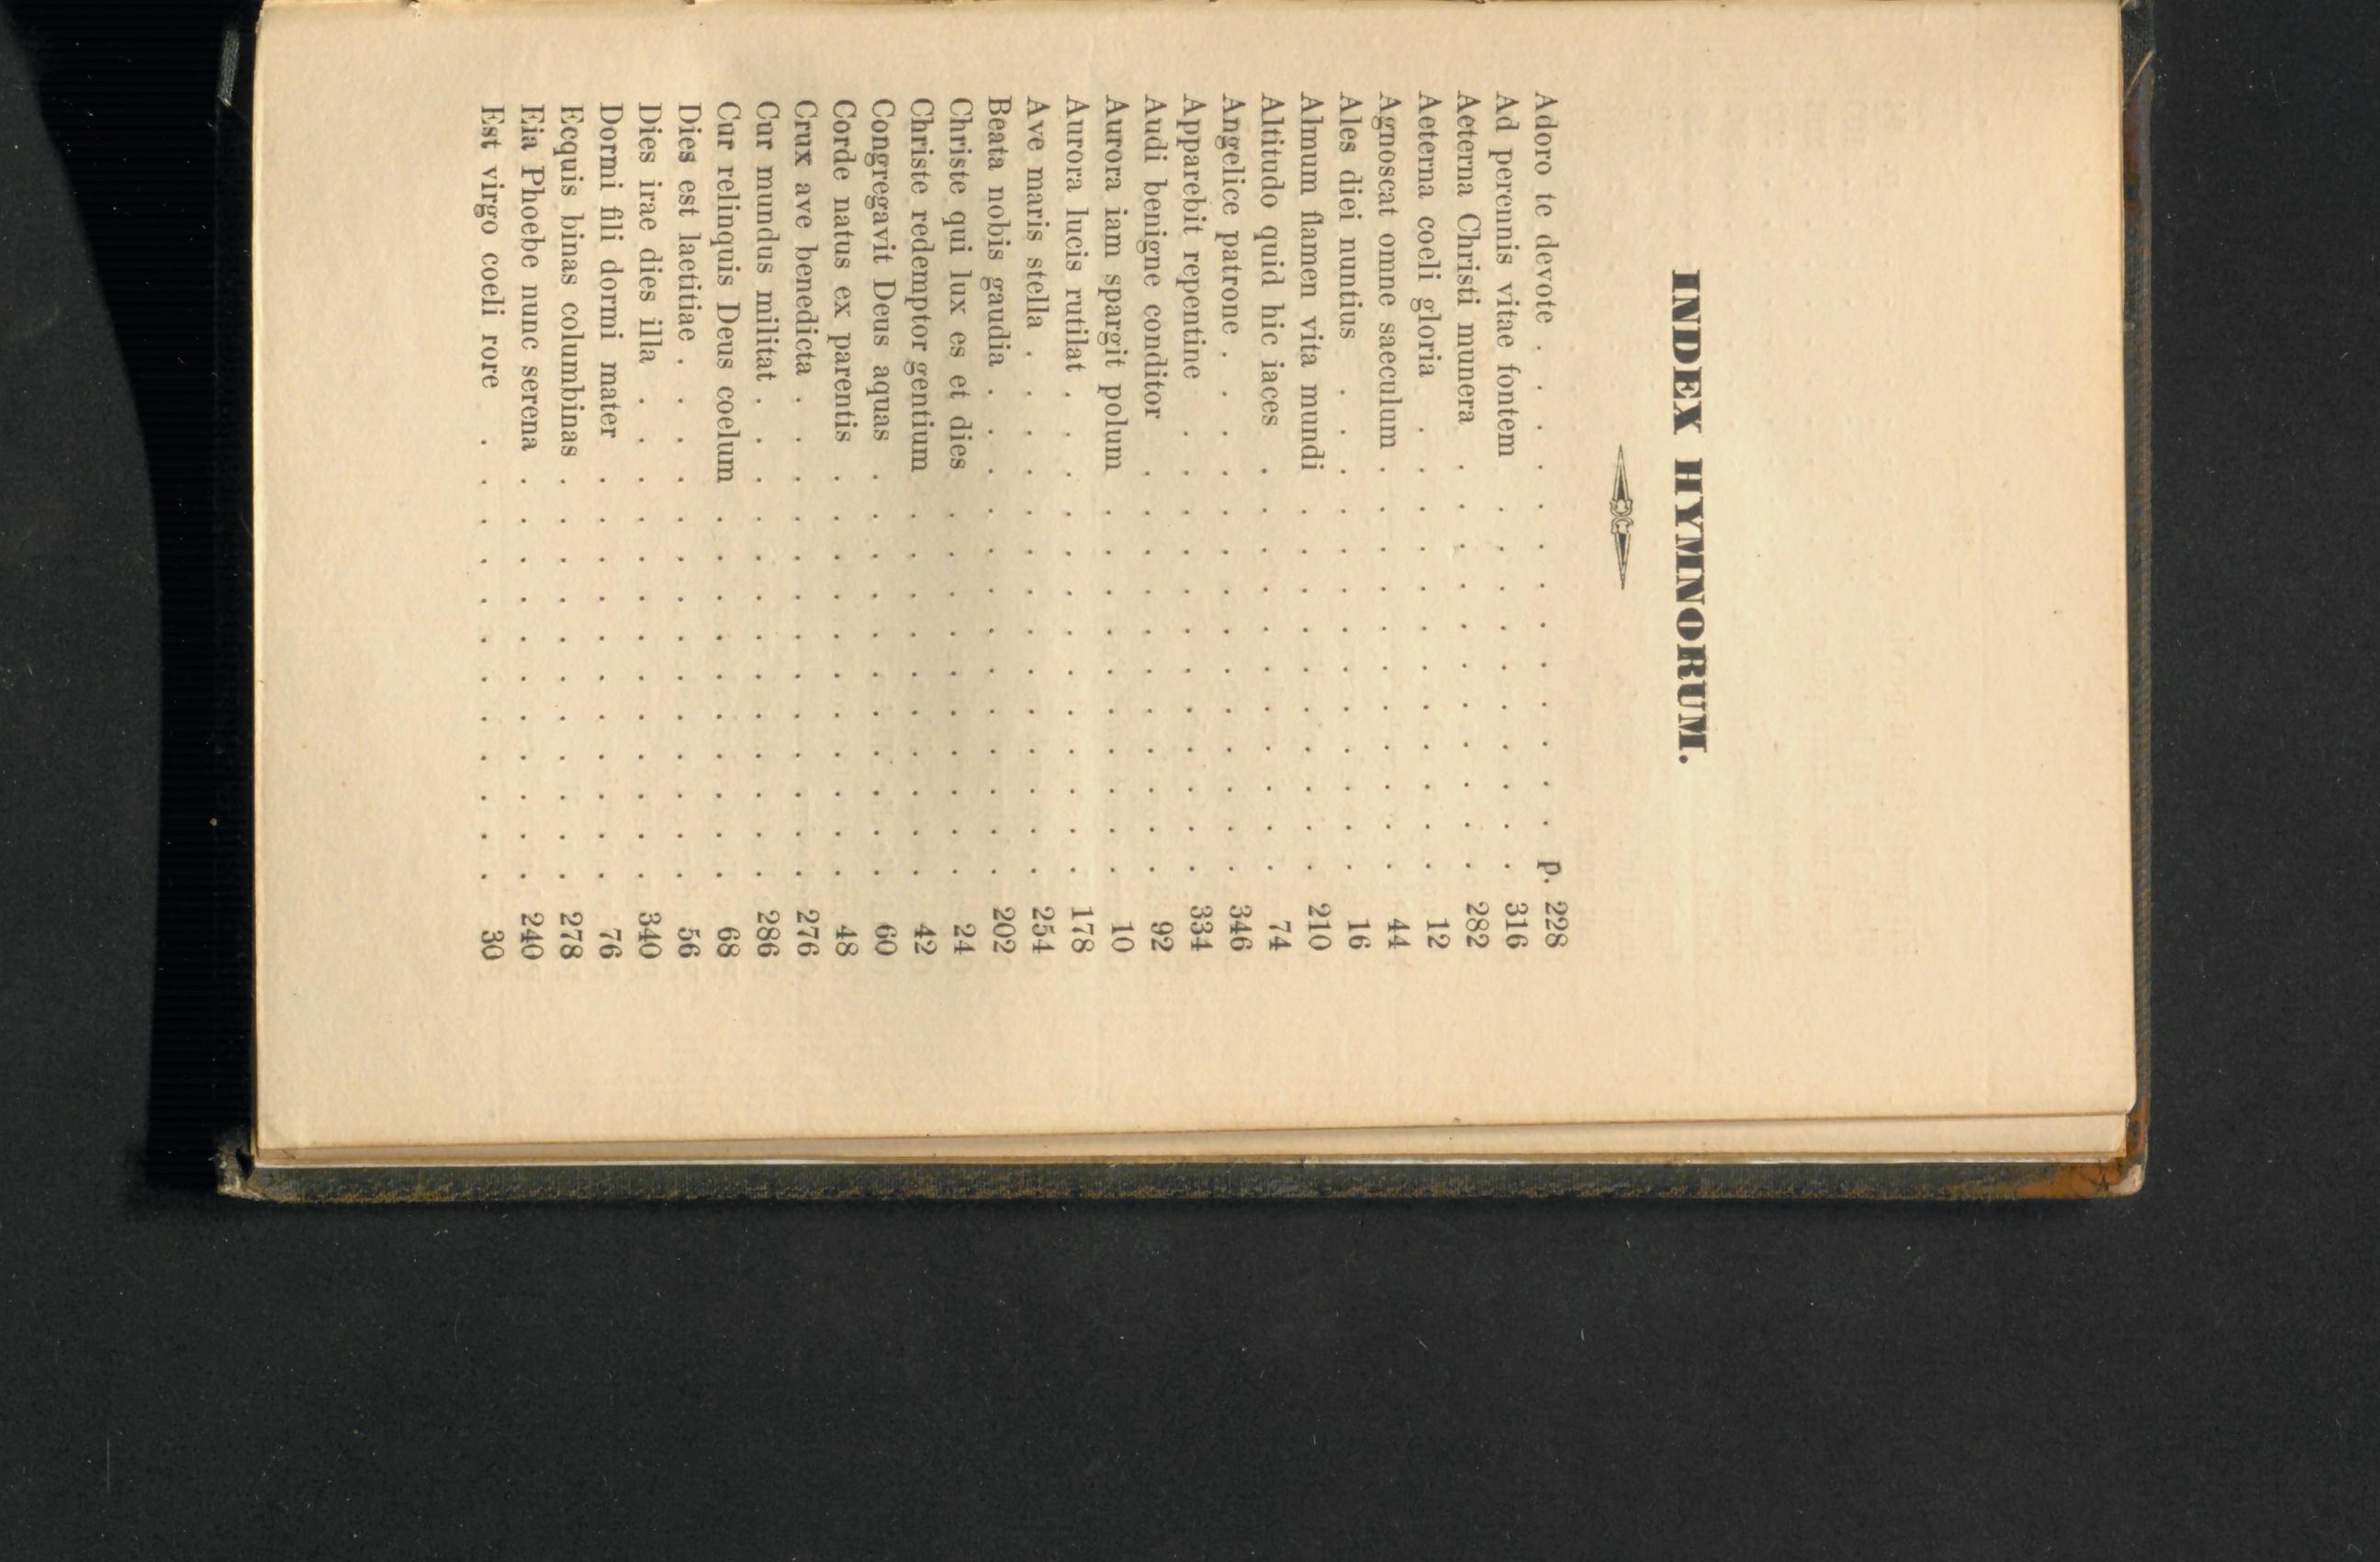 INDEX HYMNORUM.
Adoro te devote . . . . . . . . . . . . . p. 228
Ad perennis vitae fontem . . . . . . . . . . 316
Aeterna Christi munera . . . . . . . . . . . 282
Aeterna coeli gloria . . . . . . . . . . . . 12
Agnoscat omne saeculum . . . . . . . . . . . 44
Ales diei nuntius . . . . . . . . . . . . . 16
Almum flamen vita mundi . . . . . . . . . . 210
Altitudo quid hic iaces . . . . . . . . . . . 74
Angelice patrone . . . . . . . . . . . . . . 346
Apparebit repentine . . . . . . . . . . . . 334
Audi benigne conditor . . . . . . . . . . . 92
Aurora iam spargit polum . . . . . . . . . . 10
Aurora lucis rutilat . . . . . . . . . . . . . 178
Ave maris stella . . . . . . . . . . . . . . 254
Beata nobis gaudia . . . . . . . . . . . . . 202
Christe qui lux es et dies . . . . . . . . . . 24
Christe redemptor gentium . . . . . . . . . . 42
Congregavit Deus aquas . . . . . . . . . . . 60
Corde natus ex parentis . . . . . . . . . . . 48
Crux ave benedicta . . . . . . . . . . . . . 276
Cur mundus militat . . . . . . . . . . . . . 286
Cur relinquis Deus coelum . . . . . . . . . . 68
Dies est laetitiae . . . . . . . . . . . . . . 56
Dies irae dies illa . . . . . . . . . . . . . 340
Dormi fili dormi mater . . . . . . . . . . . 76
Ecquis binas columbinas . . . . . . . . . . . 278
Eia Phoebe nunc serena . . . . . . . . . . . 240
Est virgo coeli rore . . . . . . . . . . . . 30